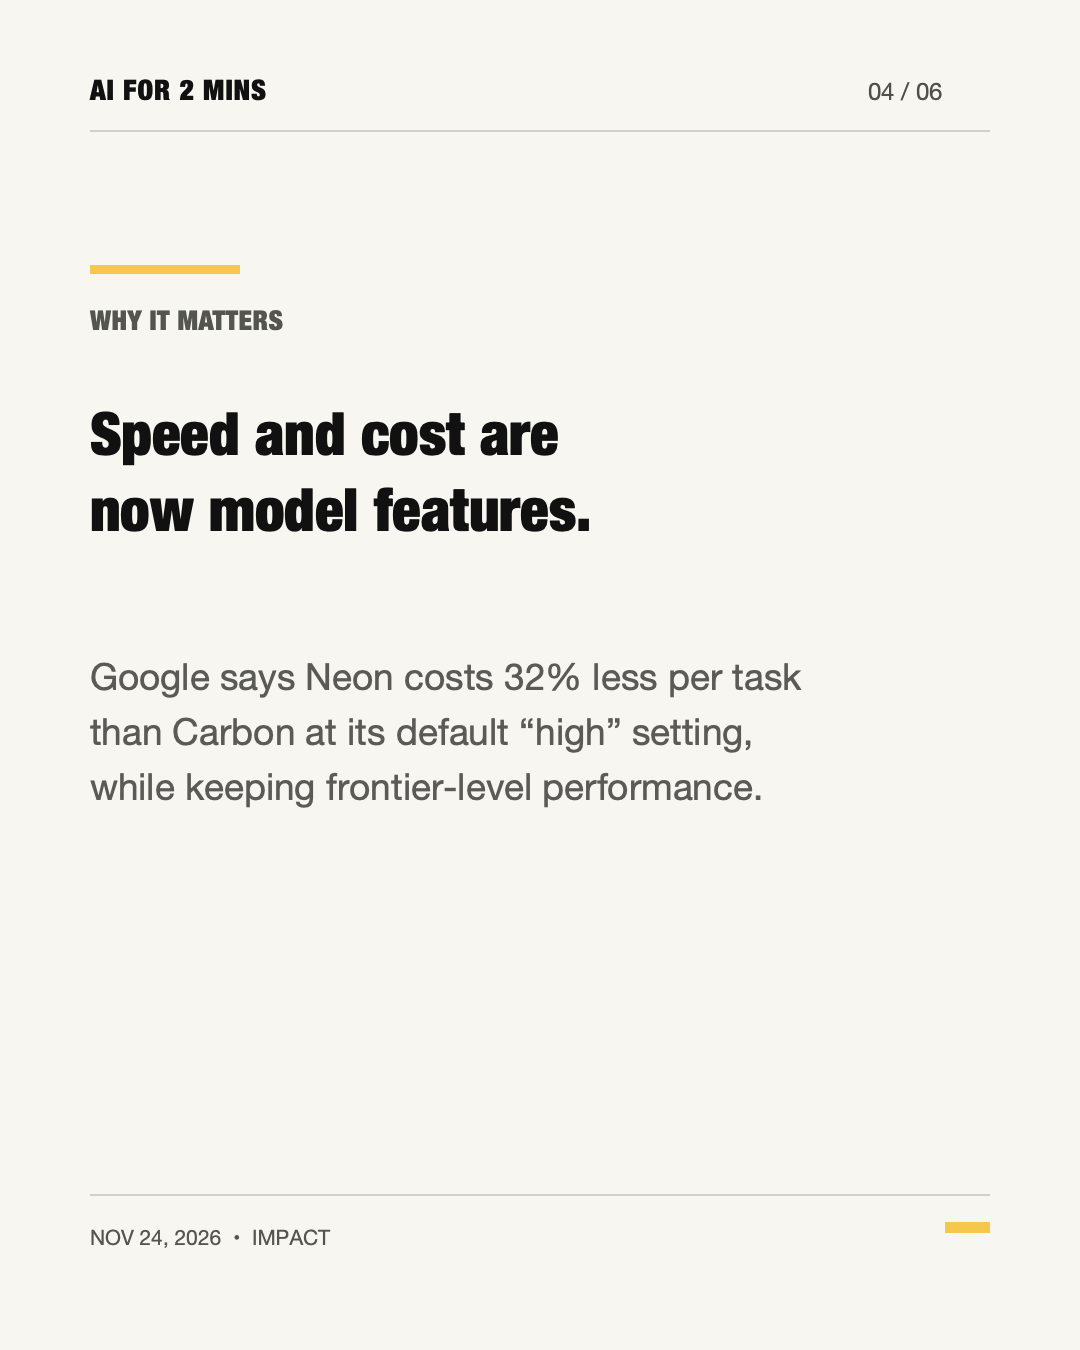 AI FOR 2 MINS
04 / 06
WHY IT MATTERS
Speed and cost are
now model features.
Google says Neon costs 32% less per task
than Carbon at its default “high” setting,
while keeping frontier-level performance.
NOV 24, 2026 • IMPACT